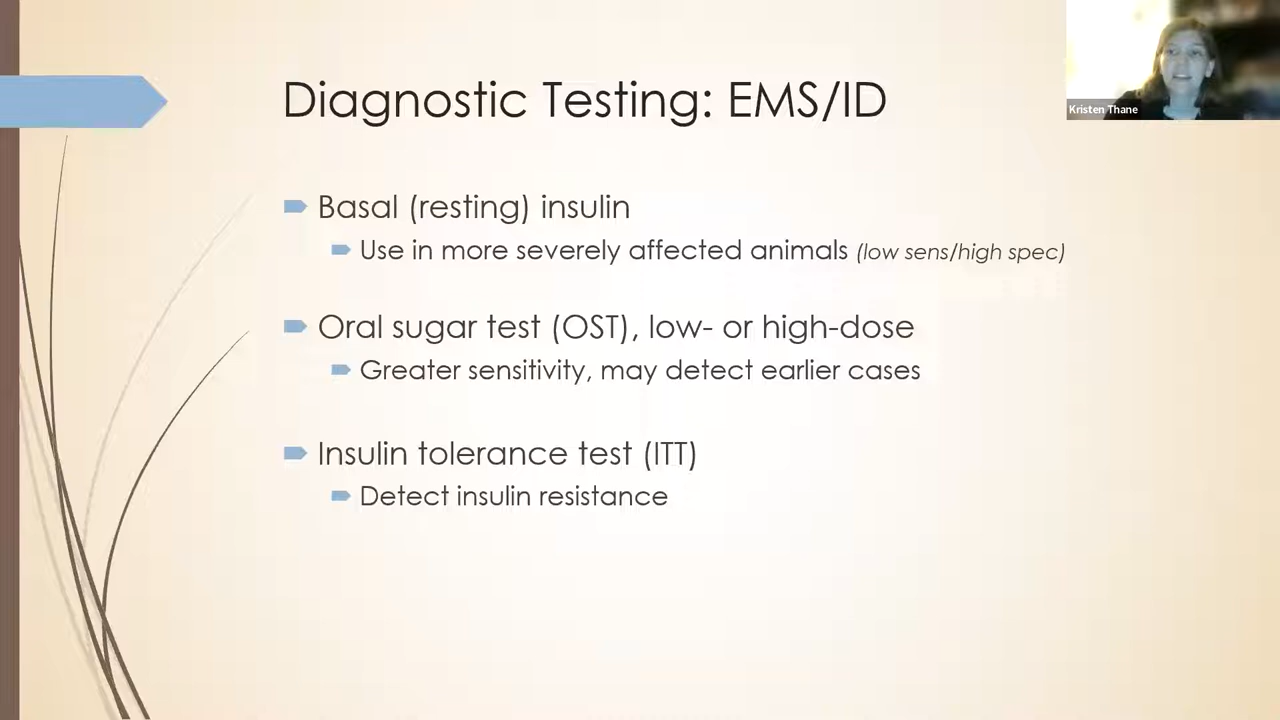 Diagnostic Testing: EMS/ID
Kristen Thane
Basal (resting) insulin
Use in more severely affected animals (low sens/high spec)
Oral sugar test (OST), low- or high-dose
Greater sensitivity, may detect earlier cases
Insulin tolerance test (ITT)
Detect insulin resistance